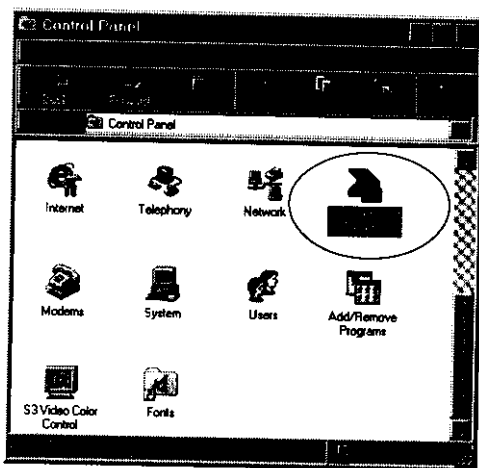 Control Panel
Control Panel
Internet
Telephony
Network
Modems
System
Users
Add/Remove
Programs
S3 Video Color
Control
Fonts